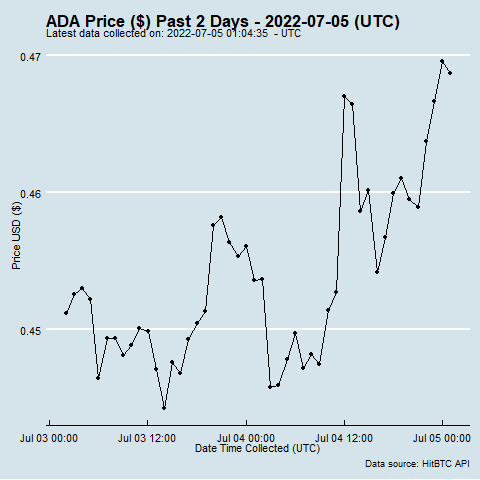 ADA Price ($) Past 2 Days - 2022-07-05 (UTC)
Latest data collected on: 2022-07-05 01:04:35 - UTC
0.47
0.46
0.45
Price USD ($)
Jul 03 00:00 Jul 03 12:00 Jul 04 00:00 Jul 04 12:00 Jul 05 00:00
Date Time Collected (UTC)
Data source: HitBTC API